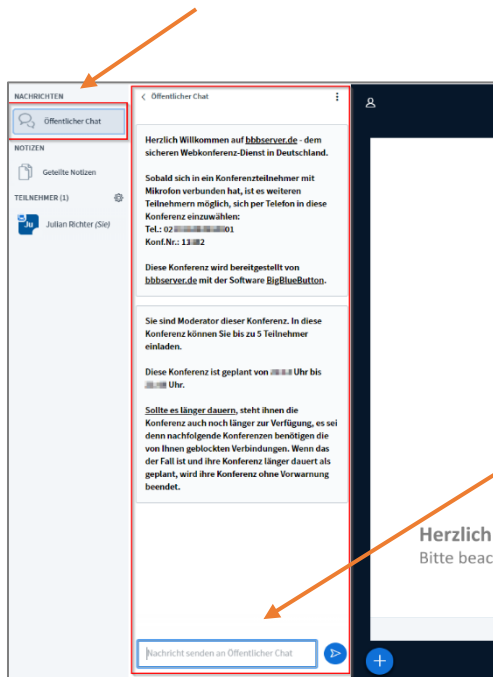 NACHRICHTEN
Öffentlicher Chat
NOTIZEN
Geteilte Notizen
TEILNEHMER (1)
Ju
Julian Richter (Sie)
Öffentlicher Chat
Herzlich Willkommen auf bbbserver.de - dem
sicheren Webkonferenz-Dienst in Deutschland.
Sobald sich in ein Konferenzteilnehmer mit
Mikrofon verbunden hat, ist es weiteren
Teilnehmern möglich, sich per Telefon in diese
Konferenz einzuwählen:
Tel.: 02 01
Konf.Nr.: 13 2
Diese Konferenz wird bereitgestellt von
bbbserver.de mit der Software BigBlueButton.
Sie sind Moderator dieser Konferenz. In diese
Konferenz können Sie bis zu 5 Teilnehmer
einladen.
Diese Konferenz ist geplant von Uhr bis
Uhr.
Sollte es länger dauern, steht ihnen die
Konferenz auch noch länger zur Verfügung, es sei
denn nachfolgende Konferenzen benötigen die
von Ihnen geblockten Verbindungen. Wenn das
der Fall ist und ihre Konferenz länger dauert als
geplant, wird ihre Konferenz ohne Vorwarnung
beendet.
Nachricht senden an Öffentlicher Chat
Herzlich
Bitte beac